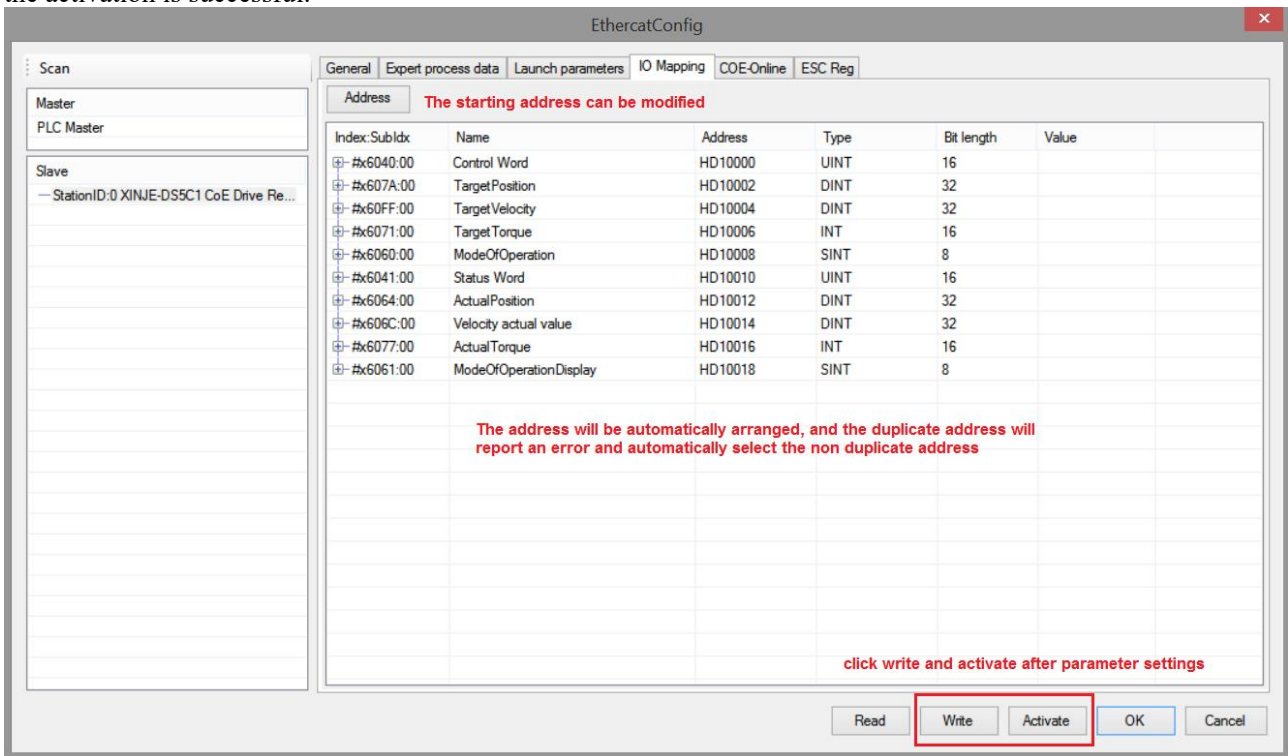 the activation is successful.
EthercatConfig
Scan
Master
PLC Master
Slave
StationID:0 XINJE-DS5C1 CoE Drive Re...
General Expert process data Launch parameters IO Mapping COE-Online ESC Reg
Address The starting address can be modified
Index:SubIdx Name Address Type Bit length Value
#x6040:00 Control Word HD10000 UINT 16
#x607A:00 TargetPosition HD10002 DINT 32
#x60FF:00 TargetVelocity HD10004 DINT 32
#x6071:00 TargetTorque HD10006 INT 16
#x6060:00 ModeOfOperation HD10008 SINT 8
#x6041:00 Status Word HD10010 UINT 16
#x6064:00 ActualPosition HD10012 DINT 32
#x606C:00 Velocity actual value HD10014 DINT 32
#x6077:00 ActualTorque HD10016 INT 16
#x6061:00 ModeOfOperationDisplay HD10018 SINT 8
The address will be automatically arranged, and the duplicate address will
report an error and automatically select the non duplicate address
click write and activate after parameter settings
Read Write Activate OK Cancel